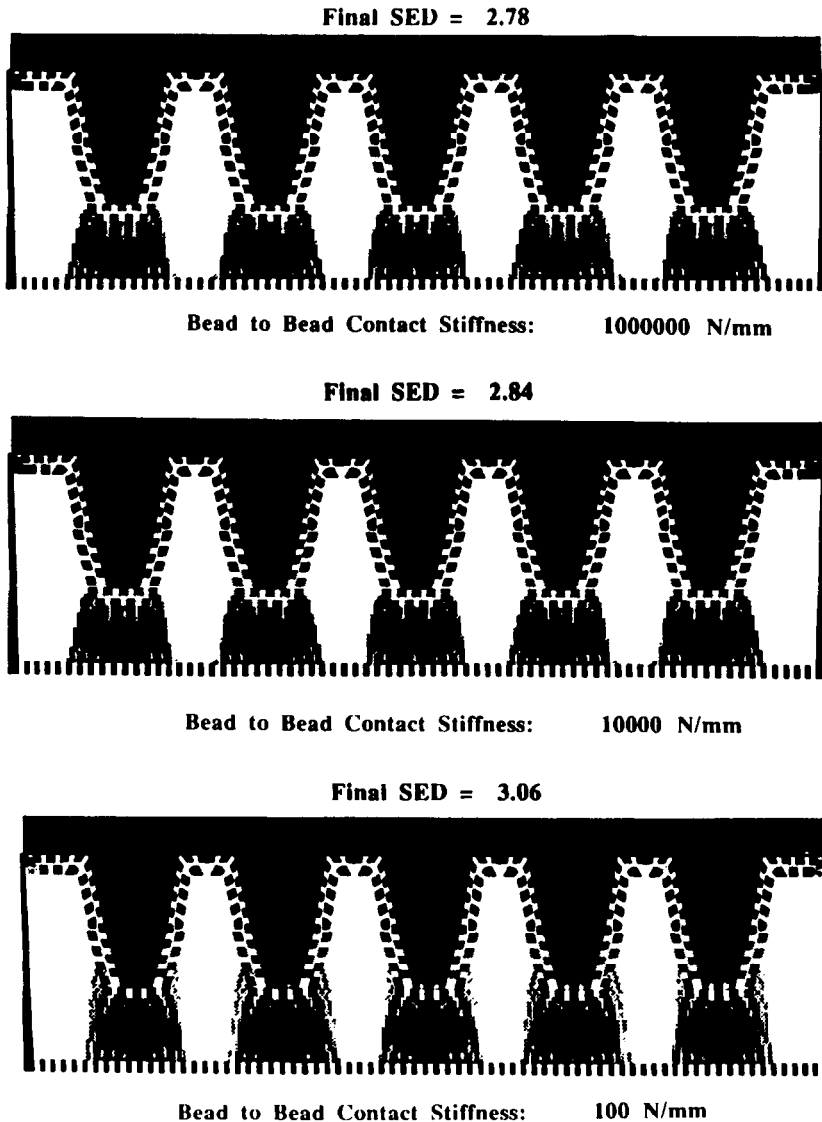 Final SED = 2.78
Bead to Bead Contact Stiffness: 1000000 N/mm
Final SED = 2.84
Bead to Bead Contact Stiffness: 10000 N/mm
Final SED = 3.06
Bead to Bead Contact Stiffness: 100 N/mm